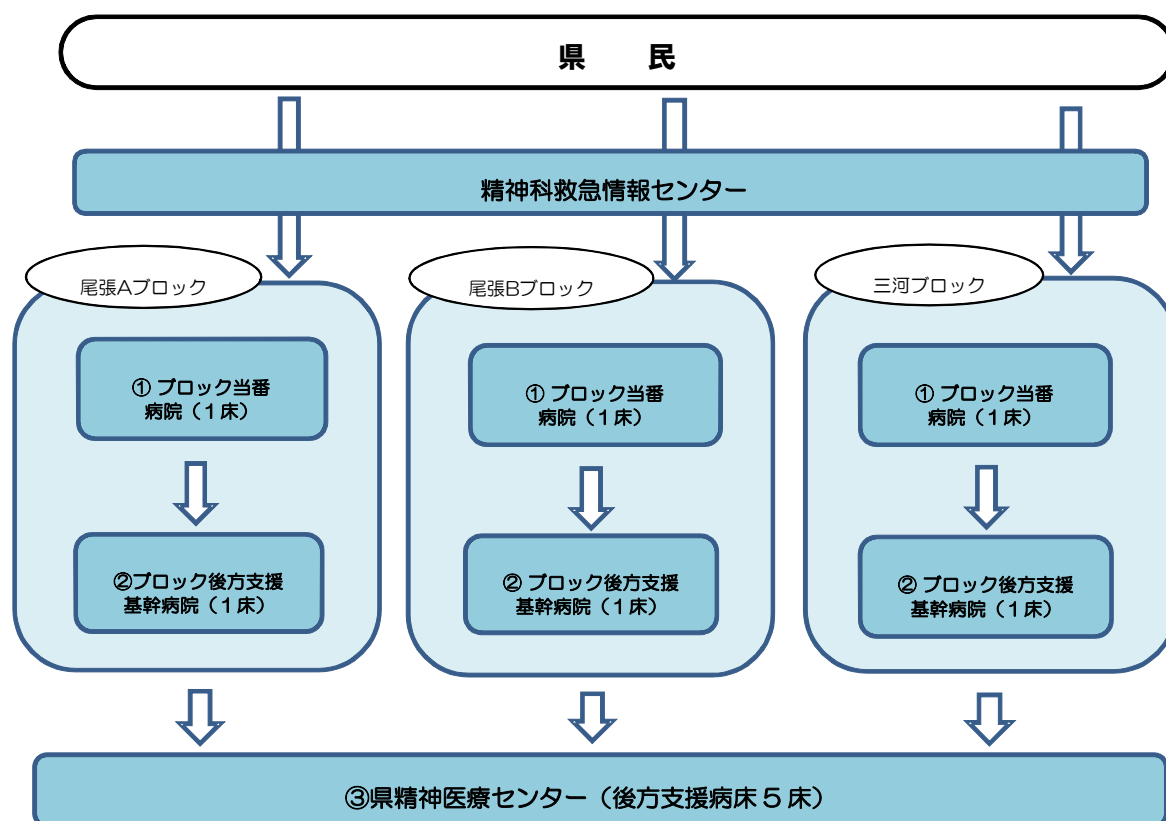 県　民
精神科救急情報センター
尾張Aブロック
① ブロック当番
病院（1床）
②ブロック後方支援
基幹病院（1床）
尾張Bブロック
① ブロック当番
病院（1床）
② ブロック後方支援
基幹病院（1床）
三河ブロック
① ブロック当番
病院（1床）
② ブロック後方支援
基幹病院（1床）
③県精神医療センター（後方支援病床5床）